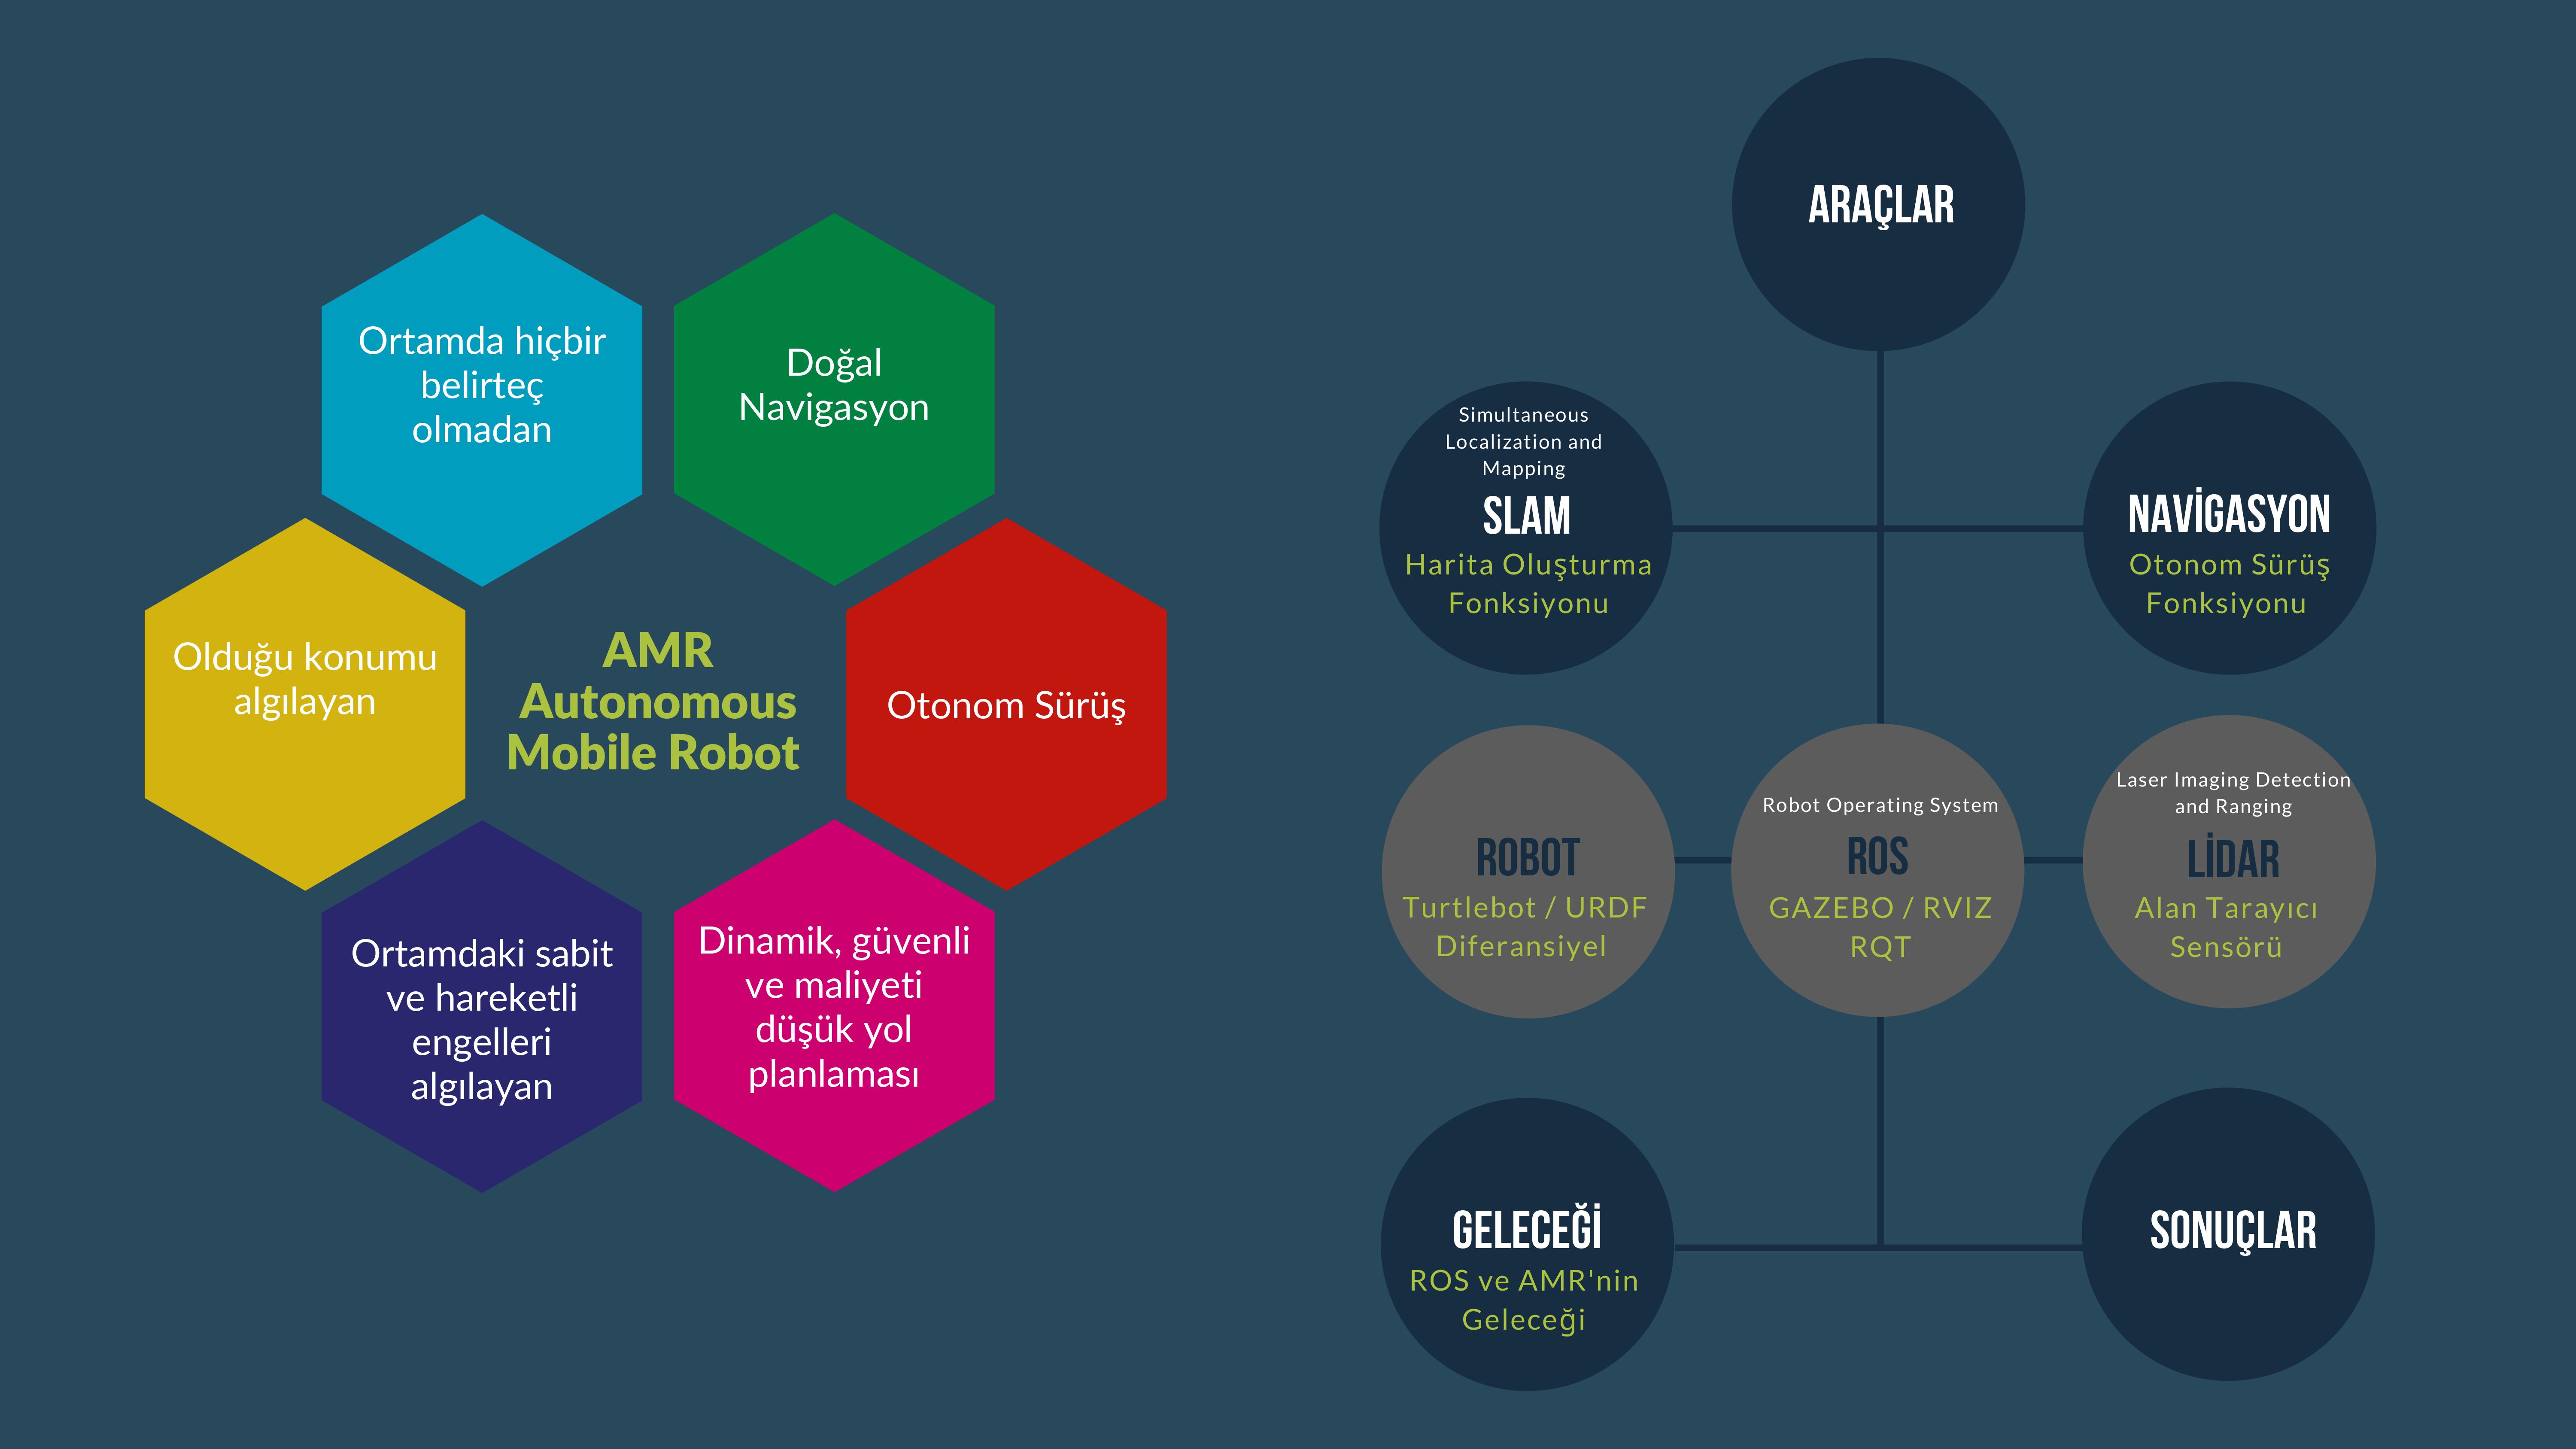 Ortamda hiçbir
belirteç
olmadan
Doğal
Navigasyon
Olduğu konumu
algılayan
AMR
Autonomous
Mobile Robot
Otonom Sürüş
Ortamdaki sabit
ve hareketli
engelleri
algılayan
Dinamik, güvenli
ve maliyeti
düşük yol
planlaması
ARAÇLAR
Simultaneous
Localization and
Mapping
SLAM
Harita Oluşturma
Fonksiyonu
NAVİGASYON
Otonom Sürüş
Fonksiyonu
ROBOT
Turtlebot / URDF
Diferansiyel
Robot Operating System
ROS
GAZEBO / RVIZ
RQT
Laser Imaging Detection
and Ranging
LİDAR
Alan Tarayıcı
Sensörü
GELECEĞİ
ROS ve AMR'nin
Geleceği
SONUÇLAR